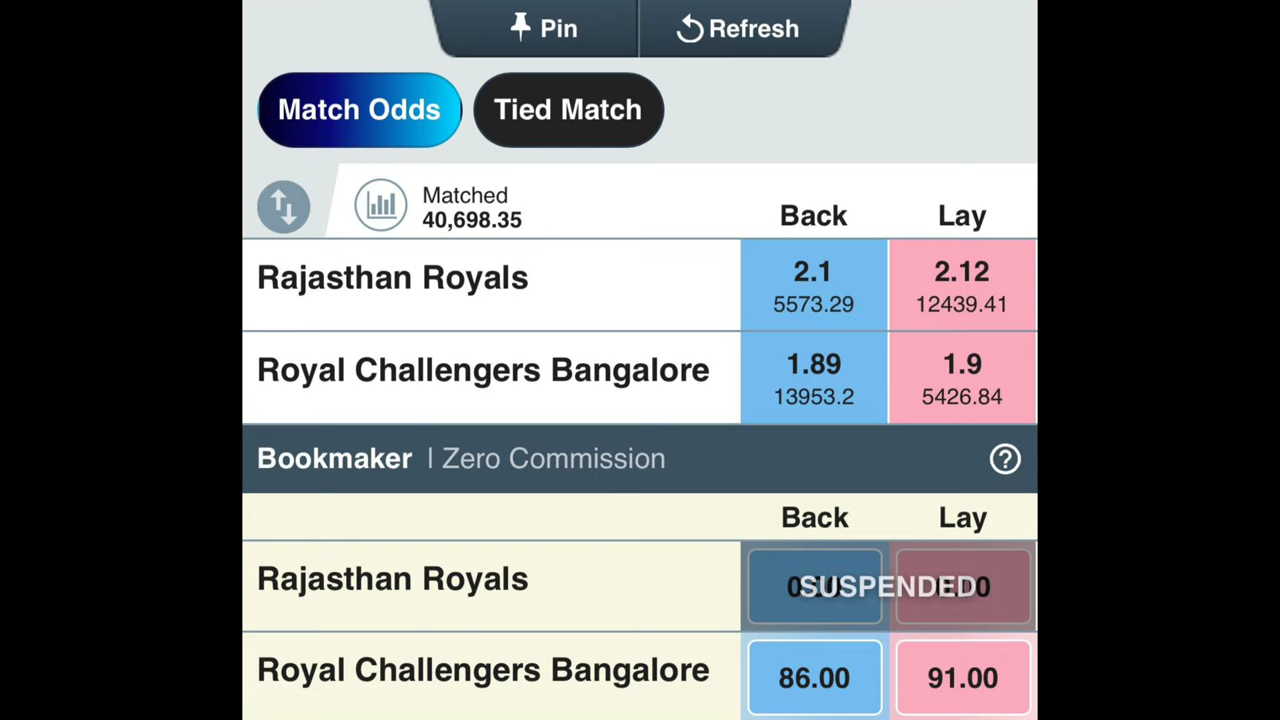 Pin Refresh
Match Odds Tied Match
Matched
40,698.35 Back Lay
Rajasthan Royals 2.1 2.12
5573.29 12439.41
Royal Challengers Bangalore 1.89 1.9
13953.2 5426.84
Bookmaker | Zero Commission ?
Back Lay
Rajasthan Royals SUSPENDED
Royal Challengers Bangalore 86.00 91.00